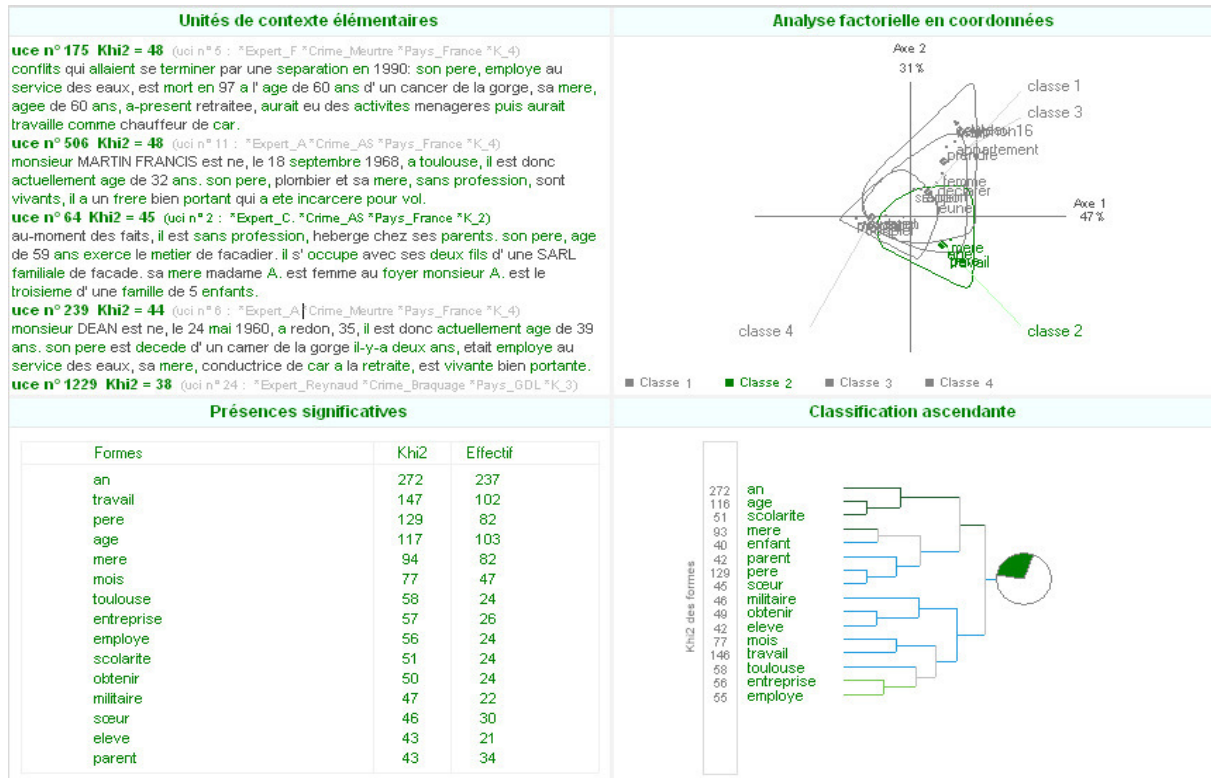 Unités de contexte élémentaires
uce n° 175 Khi2 = 48 (uci n° 5 : *Expert_F *Crime_Meurtre *Pays_France *K_4)
conflits qui allaient se terminer par une separation en 1990: son pere, employe au
service des eaux, est mort en 97 a l' age de 60 ans d' un cancer de la gorge, sa mere,
agee de 60 ans, a-present retraitee, aurait eu des activites menageres puis aurait
travaille comme chauffeur de car.
uce n° 506 Khi2 = 48 (uci n° 11 : *Expert_A *Crime_AS *Pays_France *K_4)
monsieur MARTIN FRANCIS est ne, le 18 septembre 1968, a toulouse, il est donc
actuellement age de 32 ans. son pere, plombier et sa mere, sans profession, sont
vivants, il a un frere bien portant qui a ete incarcere pour vol.
uce n° 64 Khi2 = 45 (uci n° 2 : *Expert_C. *Crime_AS *Pays_France *K_2)
au-moment des faits, il est sans profession, heberge chez ses parents. son pere, age
de 59 ans exerce le metier de facadier. il s' occupe avec ses deux fils d' une SARL
familiale de facade. sa mere madame A. est femme au foyer monsieur A. est le
troisieme d' une famille de 5 enfants.
uce n° 239 Khi2 = 44 (uci n° 6 : *Expert_A *Crime_Meurtre *Pays_France *K_4)
monsieur DEAN est ne, le 24 mai 1960, a redon, 35, il est donc actuellement age de 39
ans. son pere est decede d' un camer de la gorge il-y-a deux ans, etait employe au
service des eaux, sa mere, conductrice de car a la retraite, est vivante bien portante.
uce n° 1229 Khi2 = 38 (uci n° 24 : *Expert_Reynaud *Crime_Braquage *Pays_GDL *K_3)
Analyse factorielle en coordonnées
Axe 2
31 %
classe 1
classe 3
appartement
prendre
femme
declarer
jeune
Axe 1
47 %
mere
pere
travail
classe 4
classe 2
Classe 1 Classe 2 Classe 3 Classe 4
Présences significatives
Formes Khi2 Effectif
an 272 237
travail 147 102
pere 129 82
age 117 103
mere 94 82
mois 77 47
toulouse 58 24
entreprise 57 26
employe 56 24
scolarite 51 24
obtenir 50 24
militaire 47 22
sœur 46 30
eleve 43 21
parent 43 34
Classification ascendante
Khi2 des formes
272 an
116 age
51 scolarite
93 mere
40 enfant
42 parent
129 pere
45 sœur
46 militaire
49 obtenir
42 eleve
77 mois
146 travail
58 toulouse
56 entreprise
55 employe